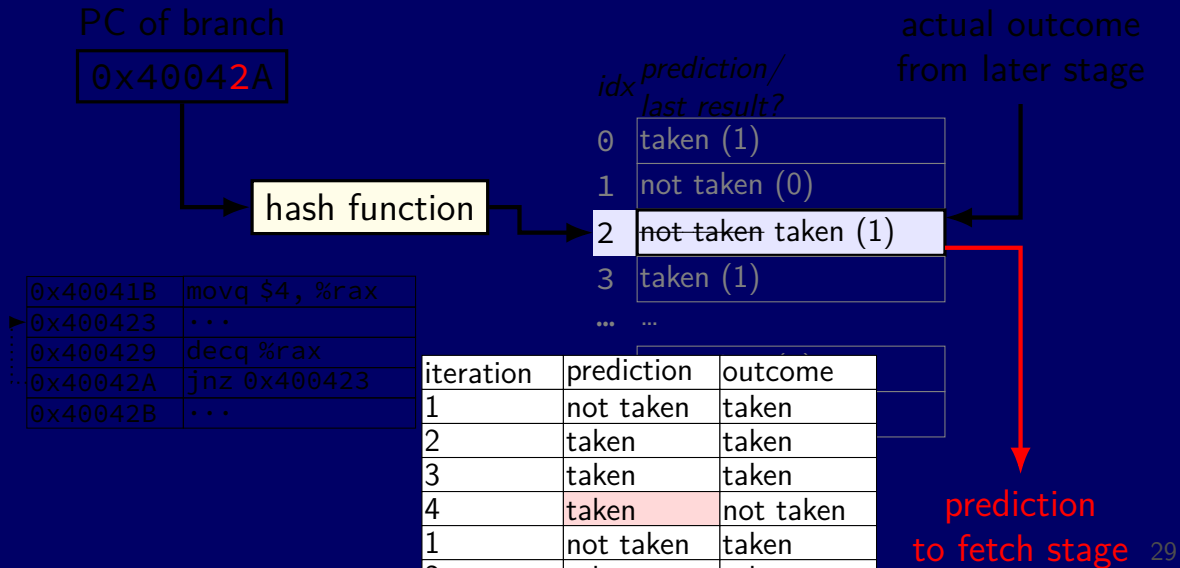 PC of branch
0x40042A
hash function
actual outcome
from later stage
idx
prediction/
last result?
0 taken (1)
1 not taken (0)
2 not taken taken (1)
3 taken (1)
… …
0x40041B movq $4, %rax
0x400423 ...
0x400429 decq %rax
0x40042A jnz 0x400423
0x40042B ...
iteration prediction outcome
1 not taken taken
2 taken taken
3 taken taken
4 taken not taken
1 not taken taken
prediction
to fetch stage
29